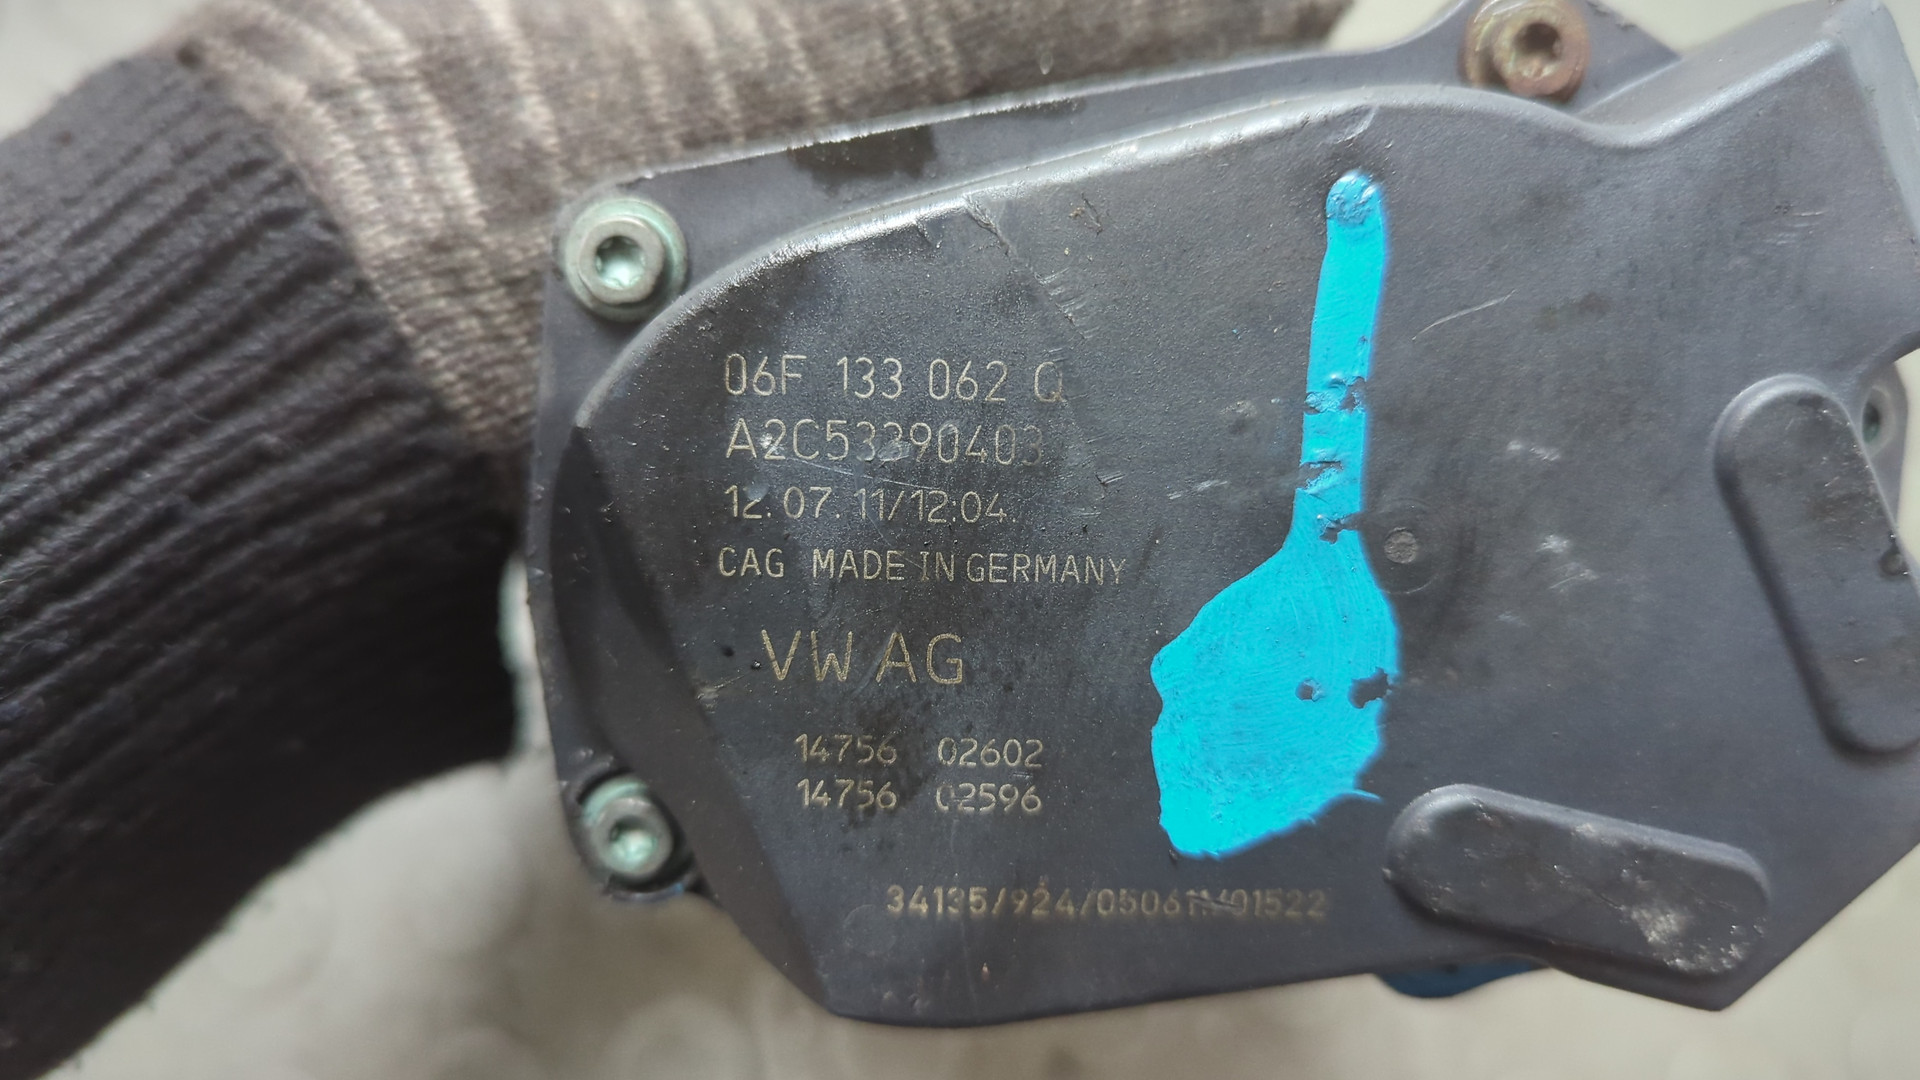 06F 133 062 Q
A2C53390403
12.07.11/12:04.
CAG MADE IN GERMANY
VW AG
14756 02602
14756 02596